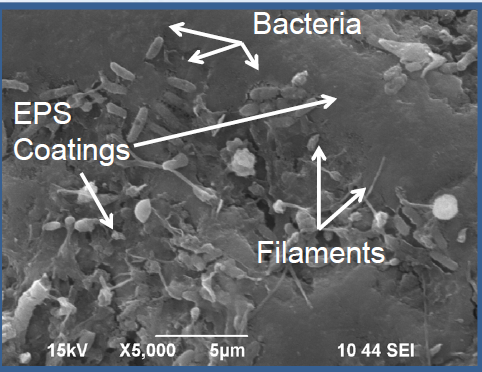 Bacteria
EPS
Coatings
Filaments
15kV X5,000 5μm 10 44 SEI